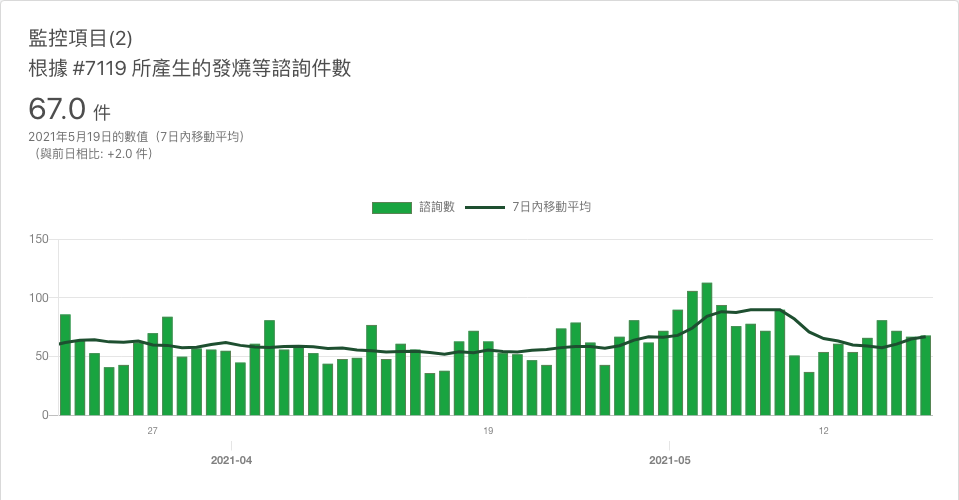 監控項目(2)
根據 #7119 所產生的發燒等諮詢件數
67.0 件
2021年5月19日的數值（7日內移動平均）
（與前日相比: +2.0 件）
諮詢數 7日內移動平均
150
100
50
0
27 19 12
2021-04 2021-05